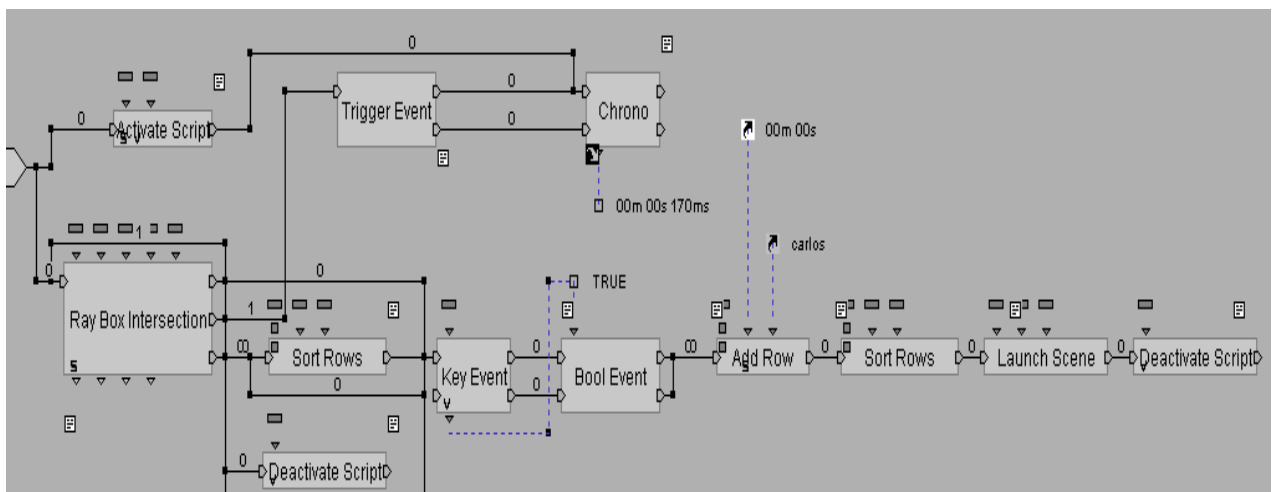 0
0
Activate Script
S V
Trigger Event
0
0
Chrono
00m 00s
00m 00s 170ms
carlos
1
0
Ray Box Intersection
S
0
1
TRUE
Sort Rows
0
Key Event
V
0
0
Bool Event
Add Row
S
0
Sort Rows
0
Launch Scene
0
Deactivate Script
V
0
Deactivate Script
V